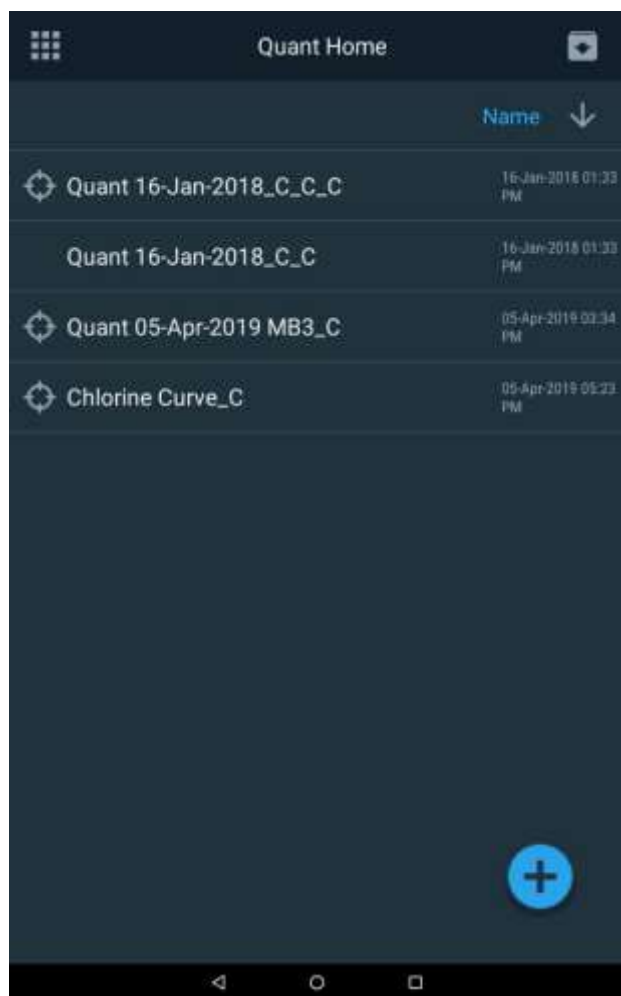 Quant Home
Name
Quant 16-Jan-2018_C_C_C
16-Jan-2018 01:33
PM
Quant 16-Jan-2018_C_C
16-Jan-2018 01:33
PM
Quant 05-Apr-2019 MB3_C
05-Apr-2019 03:34
PM
Chlorine Curve_C
05-Apr-2019 05:23
PM